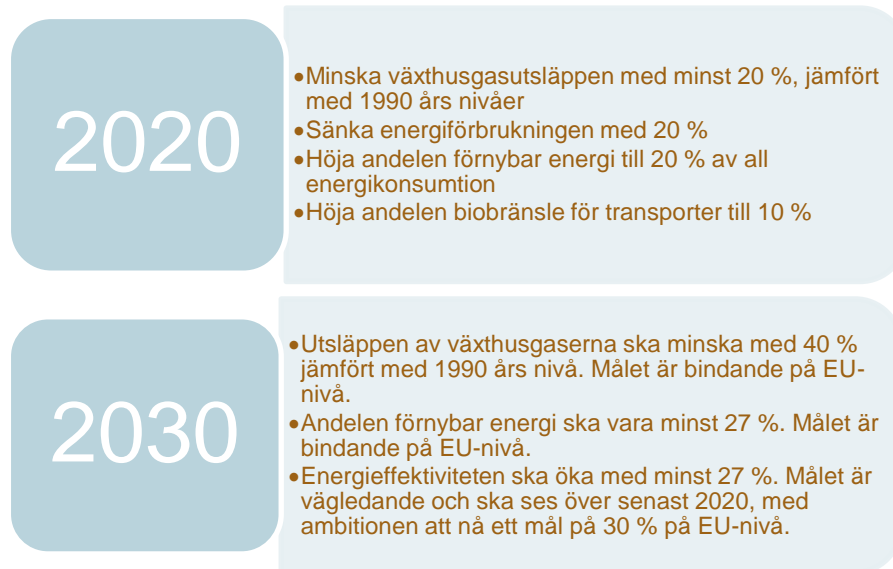 2020
•Minska växthusgasutsläppen med minst 20 %, jämfört
med 1990 års nivåer
•Sänka energiförbrukningen med 20 %
•Höja andelen förnybar energi till 20 % av all
energikonsumtion
•Höja andelen biobränsle för transporter till 10 %
2030
•Utsläppen av växthusgaserna ska minska med 40 %
jämfört med 1990 års nivå. Målet är bindande på EU-
nivå.
•Andelen förnybar energi ska vara minst 27 %. Målet är
bindande på EU-nivå.
•Energieffektiviteten ska öka med minst 27 %. Målet är
vägledande och ska ses över senast 2020, med
ambitionen att nå ett mål på 30 % på EU-nivå.